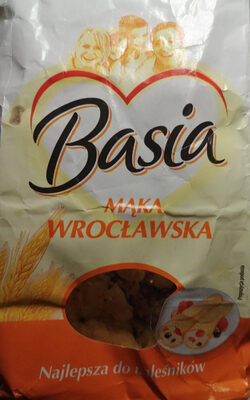 Basia
MĄKA
WROCŁAWSKA
Najlepsza do naleśników